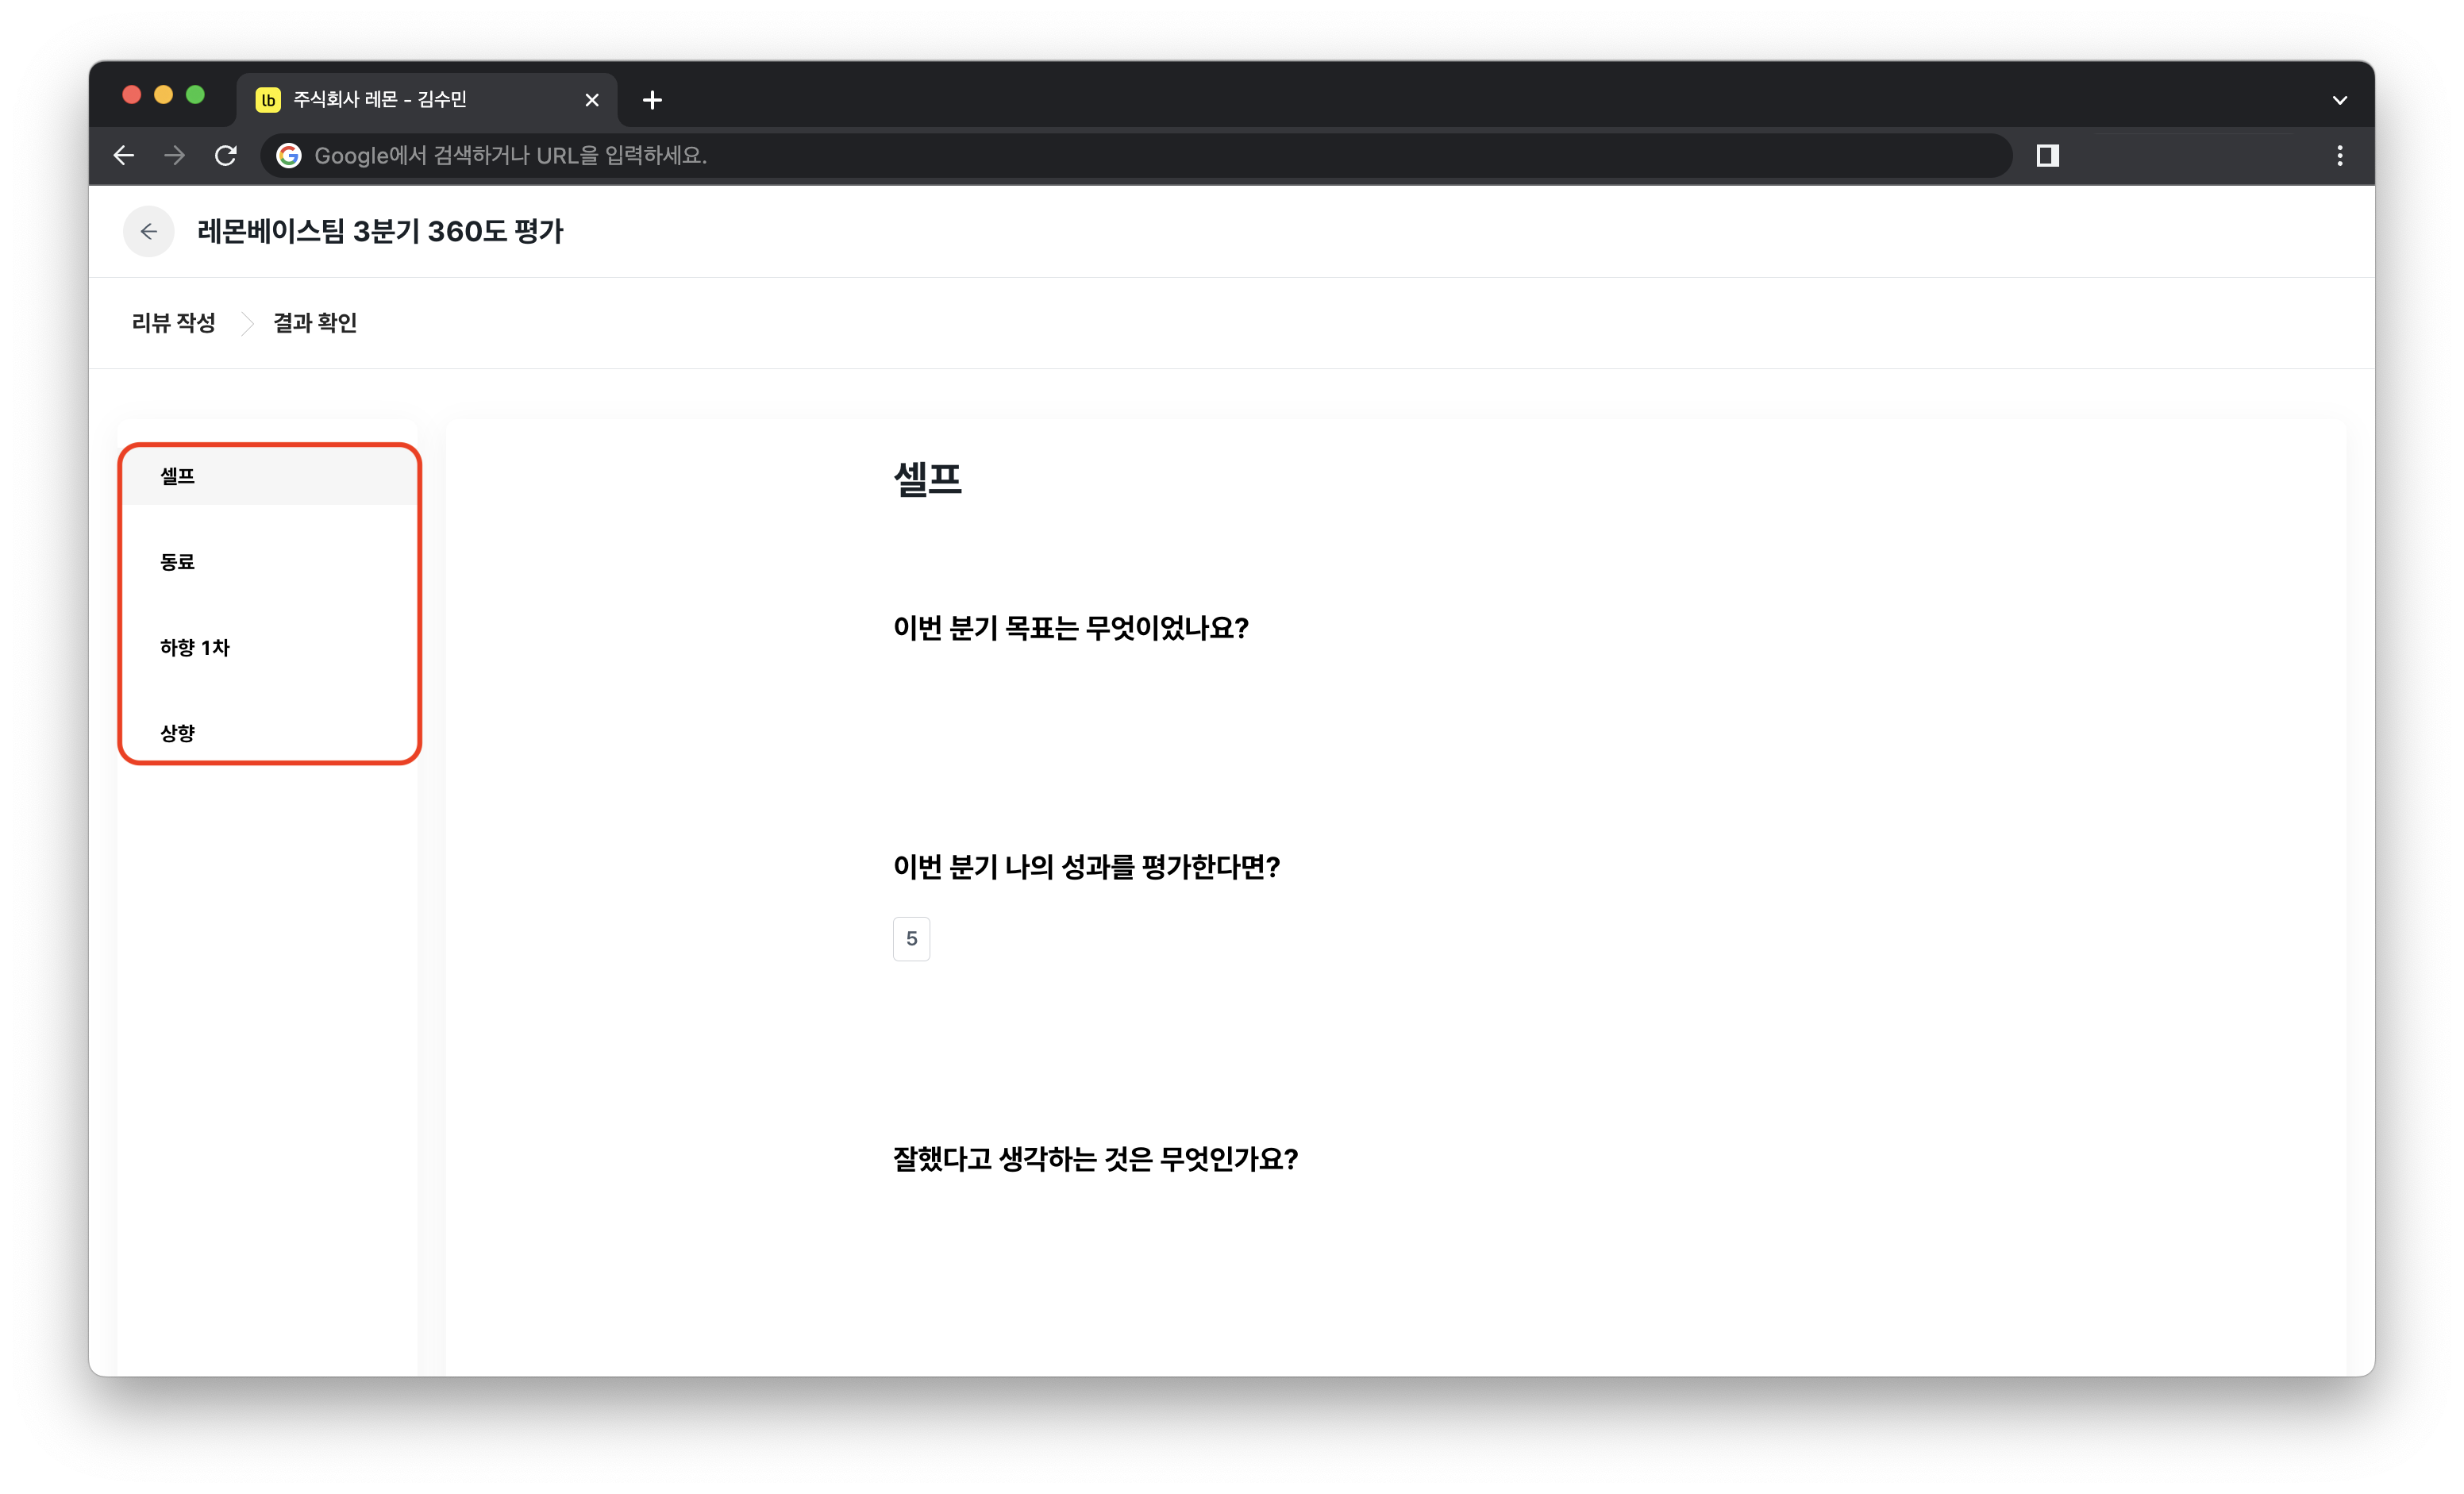 lb 주식회사 레몬 - 김수민
Google에서 검색하거나 URL을 입력하세요.
레몬베이스팀 3분기 360도 평가
리뷰 작성 결과 확인
셀프
동료
하향 1차
상향
셀프
이번 분기 목표는 무엇이었나요?
이번 분기 나의 성과를 평가한다면?
5
잘했다고 생각하는 것은 무엇인가요?